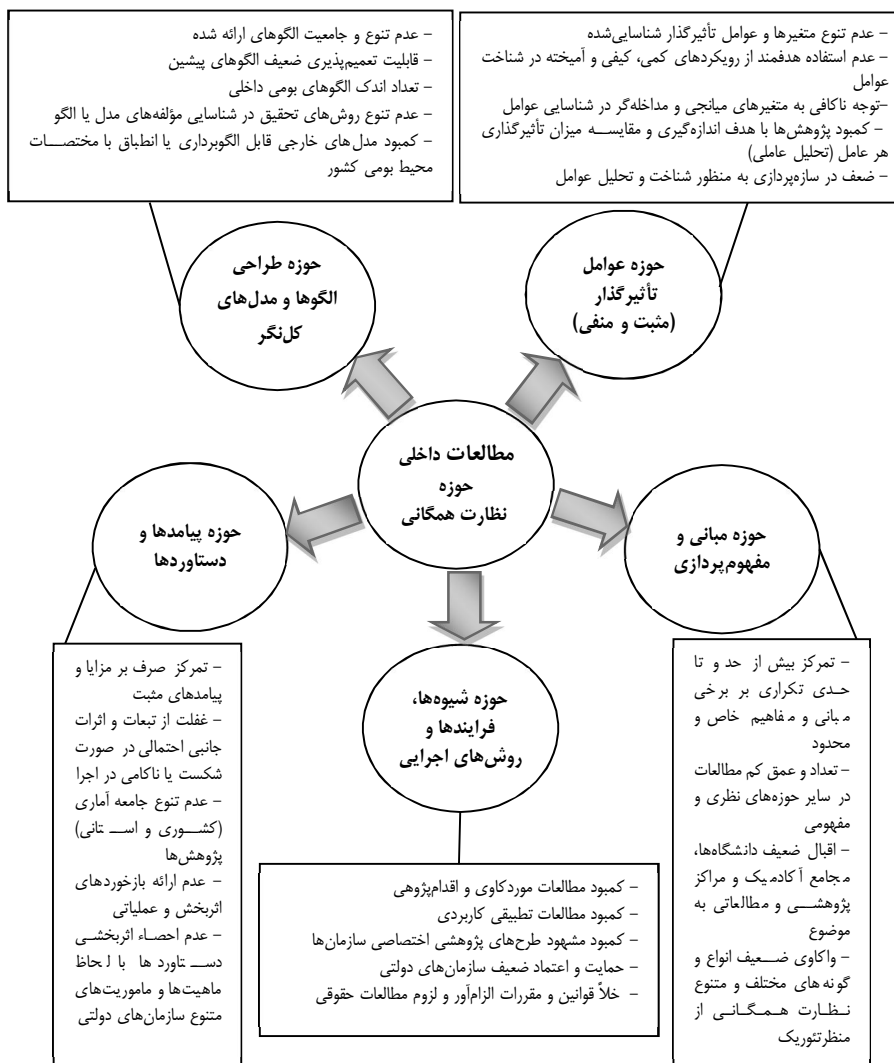 – عدم تنوع متغیرها و عوامل تأثیرگذار شناسایی‌شده
– عدم استفاده هدفمند از رویکردهای کمی، کیفی و آمیخته در شناخت
عوامل
–توجه ناکافی به متغیرهای میانجی و مداخله‌گر در شناسایی عوامل
– کمبود پژوهش‌ها با هدف اندازه‌گیری و مقایسه میزان تأثیرگذاری
هر عامل (تحلیل عاملی)
– ضعف در سازه‌پردازی به منظور شناخت و تحلیل عوامل
– عدم تنوع و جامعیت الگوهای ارائه شده
– قابلیت تعمیم‌پذیری ضعیف الگوهای پیشین
– تعداد اندک الگوهای بومی داخلی
– عدم تنوع روش‌های تحقیق در شناسایی مؤلفه‌های مدل یا الگو
– کمبود مدل‌های خارجی قابل الگوبرداری یا انطباق با مختصات
محیط بومی کشور
حوزه عوامل
تأثیرگذار
(مثبت و منفی)
حوزه طراحی
الگوها و مدل‌های
کل‌نگر
مطالعات داخلی
حوزه
نظارت همگانی
حوزه مبانی و
مفهوم‌پردازی
حوزه پیامدها و
دستاوردها
حوزه شیوه‌ها،
فرایندها و
روش‌های اجرایی
– تمرکز بیش از حد و تا
حدی تکراری بر برخی
مبانی و مفاهیم خاص و
محدود
– تعداد و عمق کم مطالعات
در سایر حوزه‌های نظری و
مفهومی
– اقبال ضعیف دانشگاه‌ها،
مجامع آکادمیک و مراکز
پژوهشی و مطالعاتی به
موضوع
– واکاوی ضعیف انواع و
گونه‌های مختلف و متنوع
نظارت همگانی از
منظرتئوریک
– کمبود مطالعات موردکاوی و اقدام‌پژوهی
– کمبود مطالعات تطبیقی کاربردی
– کمبود مشهود طرح‌های پژوهشی اختصاصی سازمان‌ها
– حمایت و اعتماد ضعیف سازمان‌های دولتی
– خلأ قوانین و مقررات الزام‌آور و لزوم مطالعات حقوقی
– تمرکز صرف بر مزایا و
پیامدهای مثبت
– غفلت از تبعات و اثرات
جانبی احتمالی در صورت
شکست یا ناکامی در اجرا
– عدم تنوع جامعه آماری
(کشوری و استانی)
پژوهش‌ها
– عدم ارائه بازخوردهای
اثربخش و عملیاتی
– عدم احصاء اثربخشی
دستاوردها با لحاظ
ماهیت‌ها و ماموریت‌های
متنوع سازمان‌های دولتی